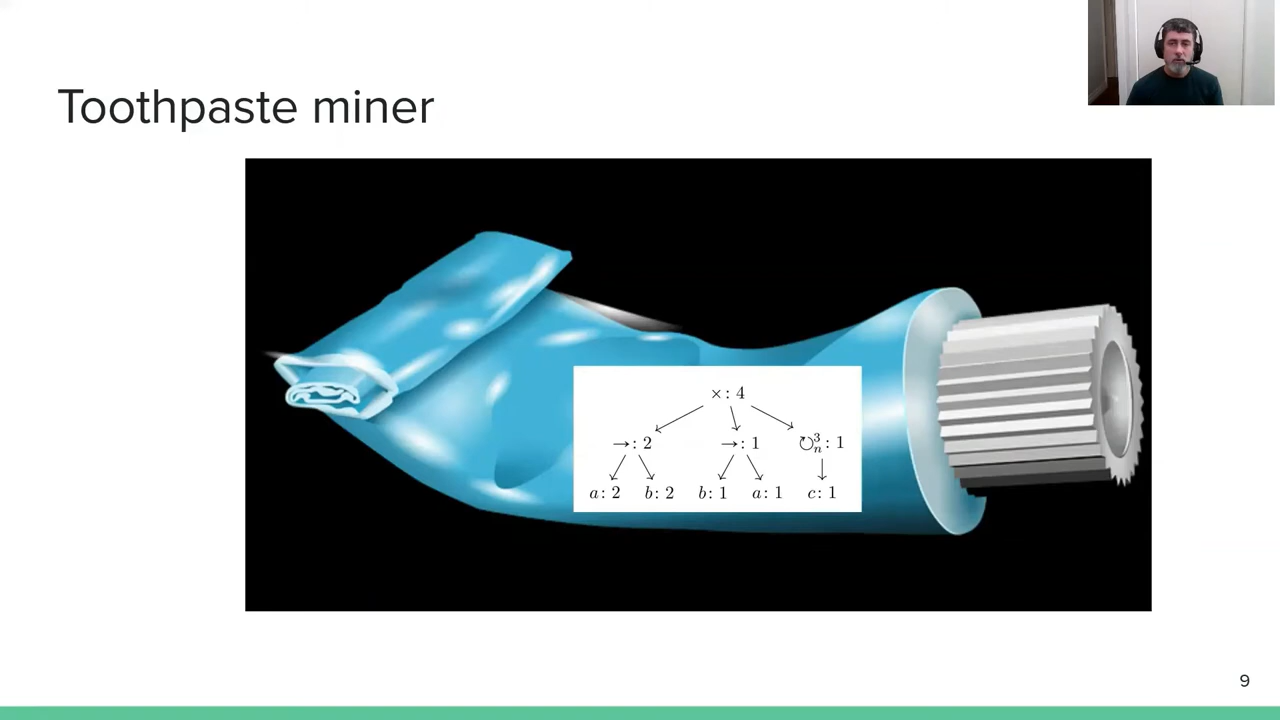 Toothpaste miner
×: 4
→: 2 →: 1 ↻³ₙ: 1
a: 2 b: 2 b: 1 a: 1 c: 1
9